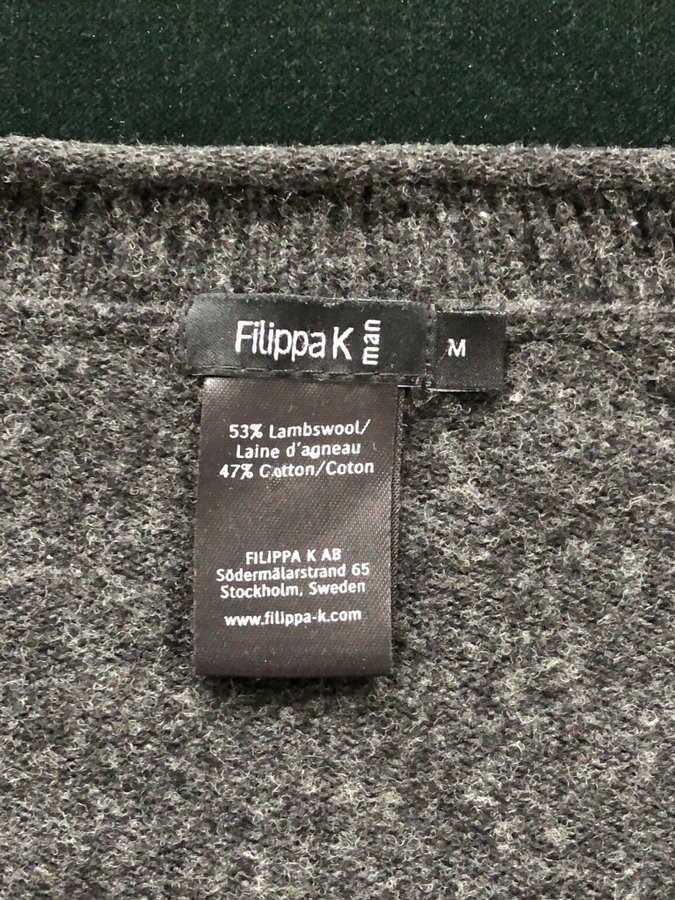 Filippa K man
M
53% Lambswool/
Laine d'agneau
47% Cotton/Coton
FILIPPA K AB
Södermälarstrand 65
Stockholm, Sweden
www.filippa-k.com